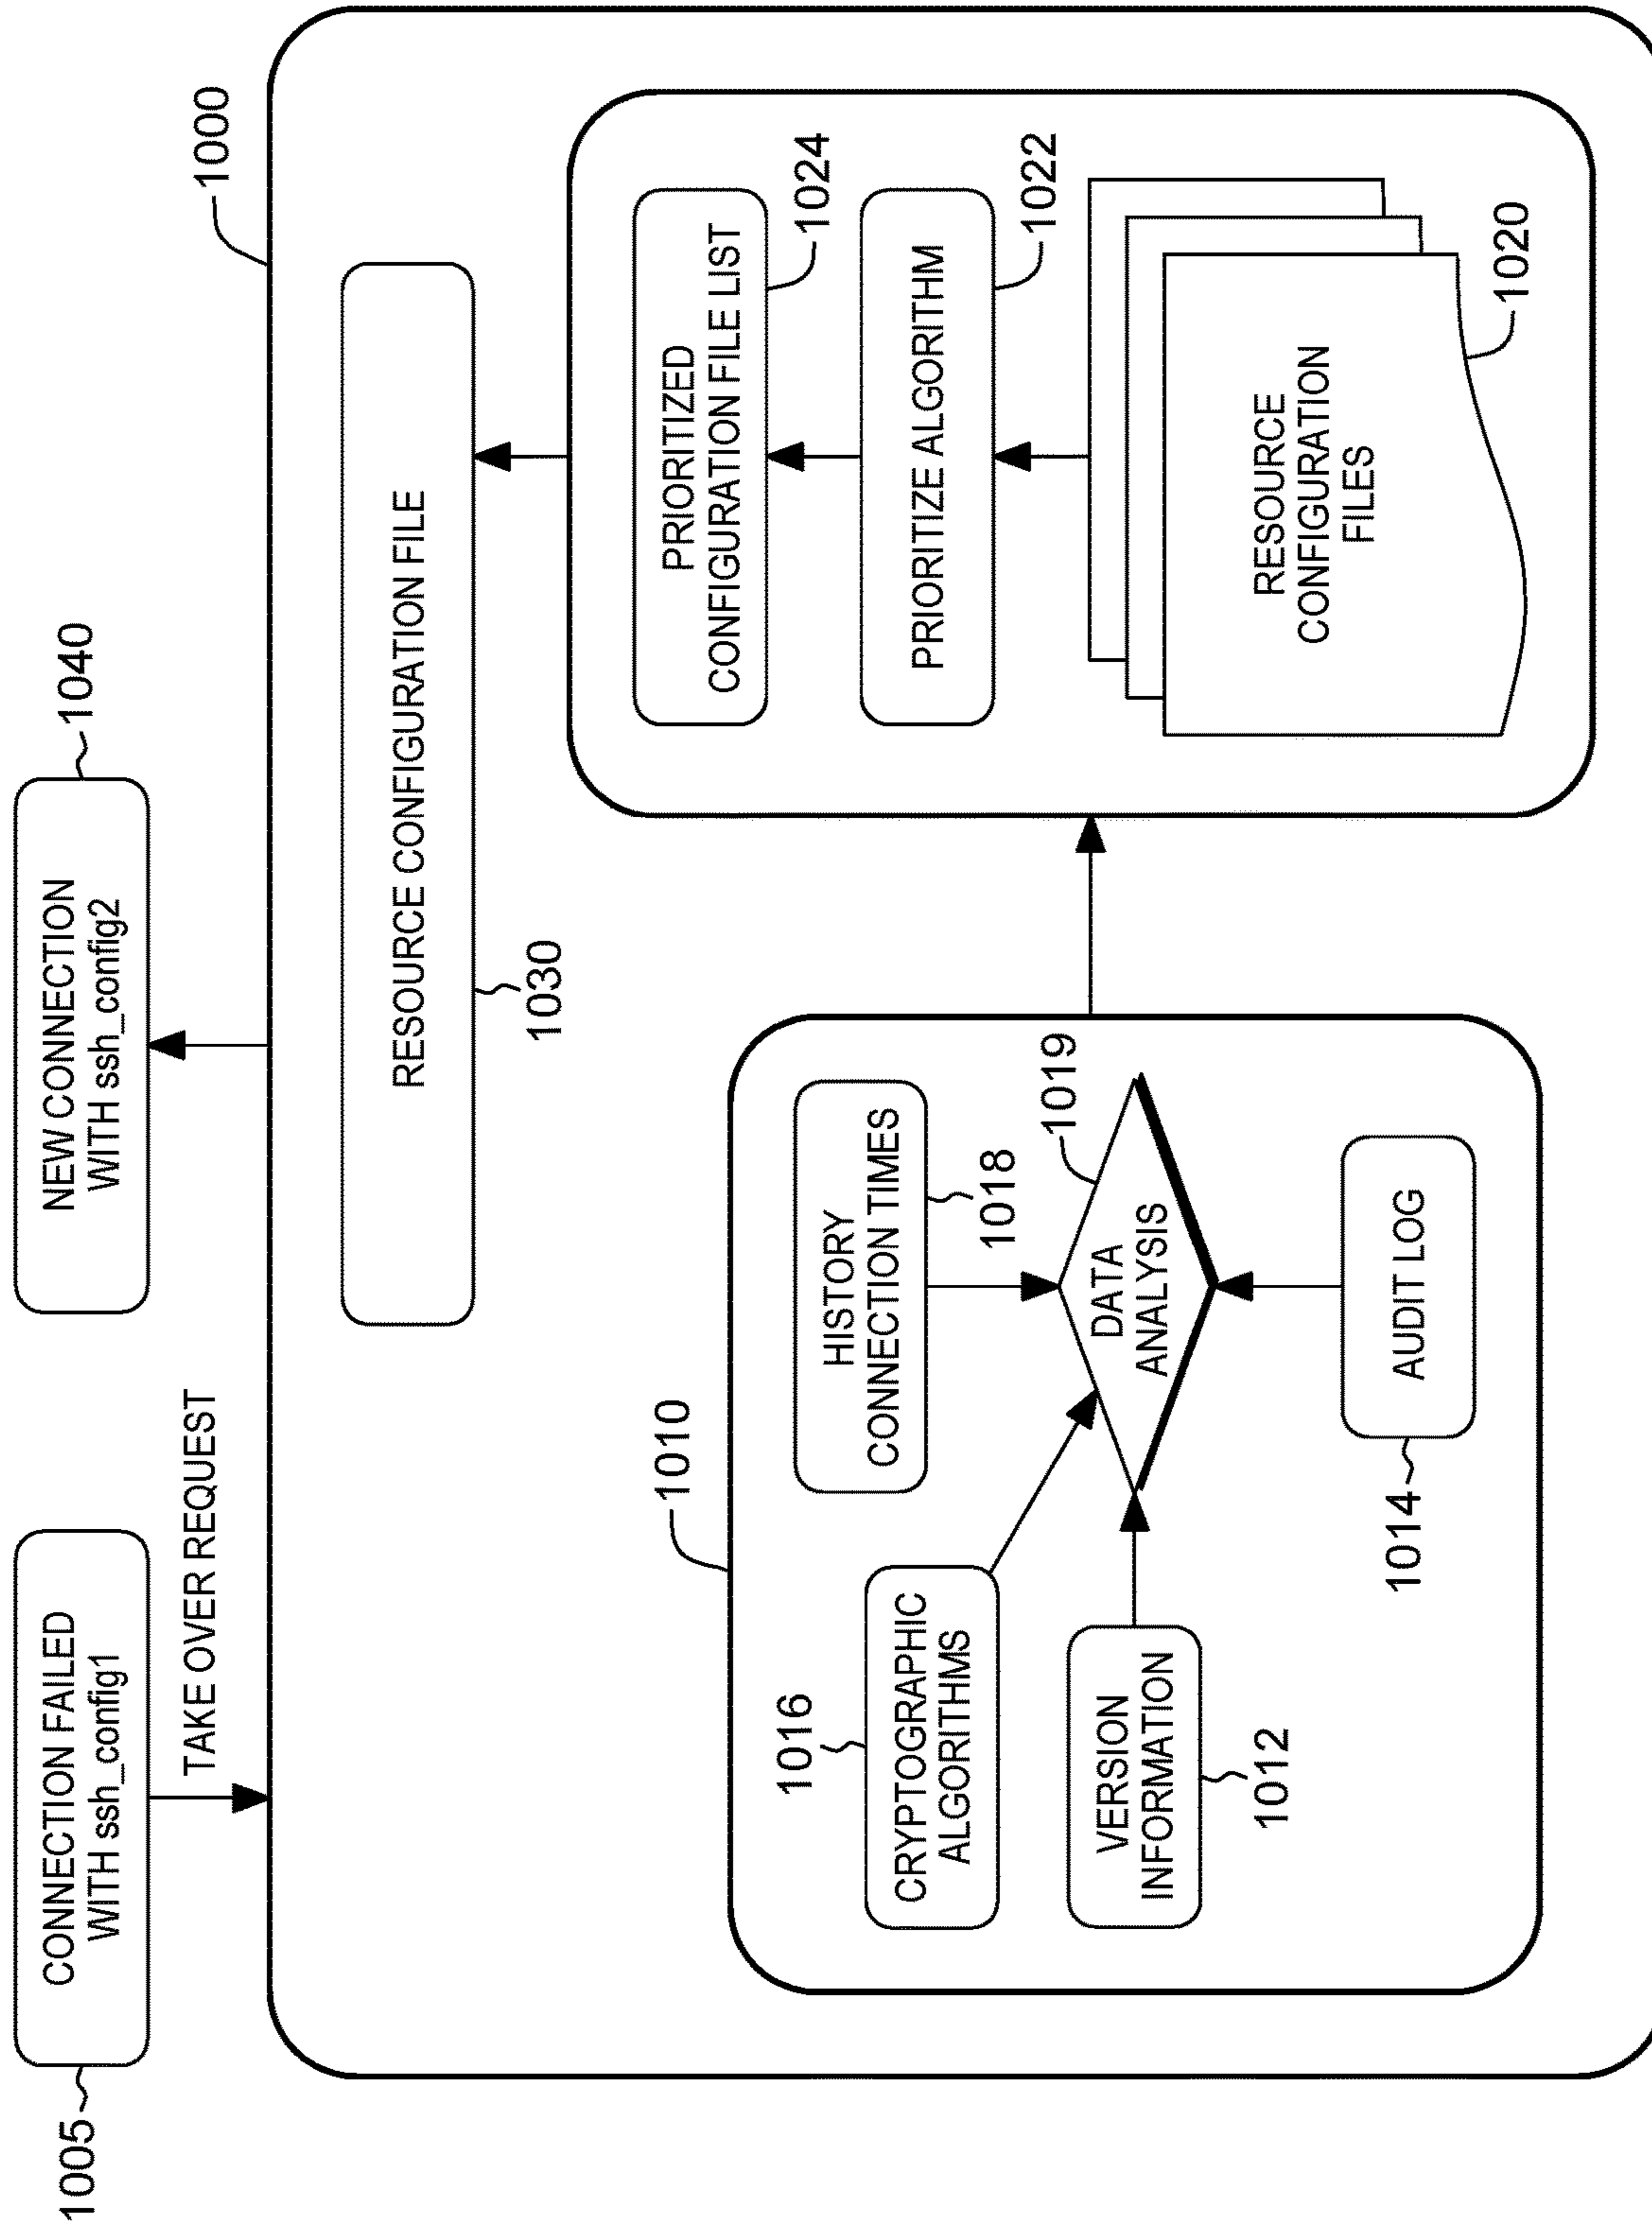 1005
CONNECTION FAILED
WITH ssh_config1
TAKE OVER REQUEST
NEW CONNECTION
WITH ssh_config2
1040
1000
RESOURCE CONFIGURATION FILE
1030
1010
HISTORY
CONNECTION TIMES
1018
1016
CRYPTOGRAPHIC
ALGORITHMS
DATA
ANALYSIS
1019
VERSION
INFORMATION
1012
AUDIT LOG
1014
PRIORITIZED
CONFIGURATION FILE LIST
1024
PRIORITIZE ALGORITHM
1022
RESOURCE
CONFIGURATION
FILES
1020